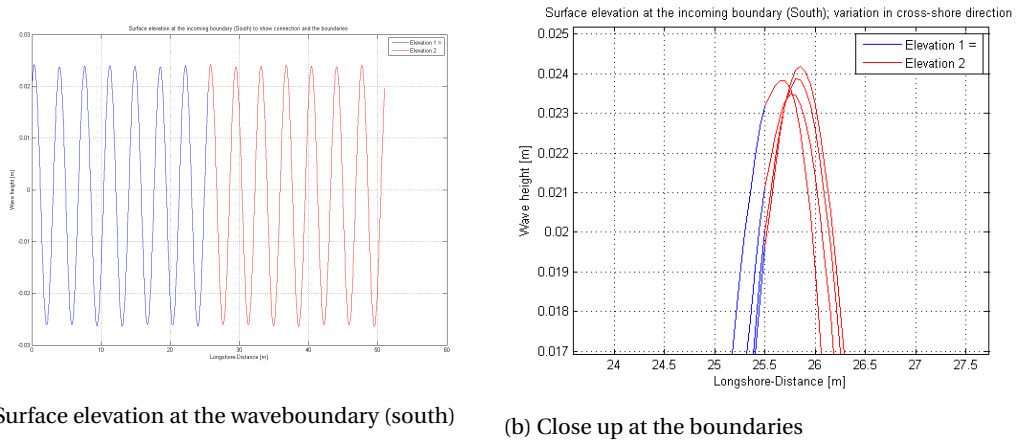 Surface elevation at the incoming boundary (South) to show connection and the boundaries
0.03
0.02
0.01
0
-0.01
-0.02
-0.03
0
10
20
30
40
50
60
Wave height [m]
Longshore-Distance [m]
Elevation 1 =
Elevation 2
Surface elevation at the waveboundary (south)
Surface elevation at the incoming boundary (South); variation in cross-shore direction
0.025
0.024
0.023
0.022
0.021
0.02
0.019
0.018
0.017
24
24.5
25
25.5
26
26.5
27
27.5
Wave height [m]
Longshore-Distance [m]
Elevation 1 =
Elevation 2
(b) Close up at the boundaries